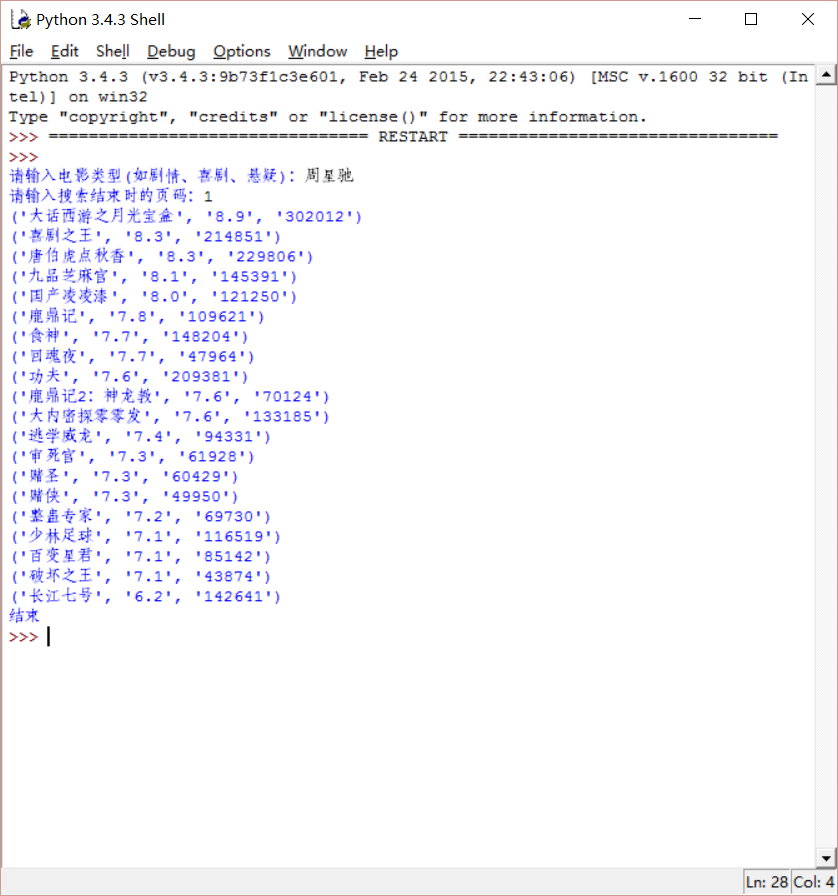 Python 3.4.3 Shell
File Edit Shell Debug Options Window Help
Python 3.4.3 (v3.4.3:9b73f1c3e601, Feb 24 2015, 22:43:06) [MSC v.1600 32 bit (In
tel)] on win32
Type "copyright", "credits" or "license()" for more information.
>>> ================================ RESTART ================================
>>>
请输入电影类型(如剧情、喜剧、悬疑): 周星驰
请输入搜索结束时的页码: 1
('大话西游之月光宝盒', '8.9', '302012')
('喜剧之王', '8.3', '214851')
('唐伯虎点秋香', '8.3', '229806')
('九品芝麻官', '8.1', '145391')
('国产凌凌漆', '8.0', '121250')
('鹿鼎记', '7.8', '109621')
('食神', '7.7', '148204')
('回魂夜', '7.7', '47964')
('功夫', '7.6', '209381')
('鹿鼎记2: 神龙教', '7.6', '70124')
('大内密探零零发', '7.6', '133185')
('逃学威龙', '7.4', '94331')
('审死官', '7.3', '61928')
('赌圣', '7.3', '60429')
('赌侠', '7.3', '49950')
('整蛊专家', '7.2', '69730')
('少林足球', '7.1', '116519')
('百变星君', '7.1', '85142')
('破坏之王', '7.1', '43874')
('长江七号', '6.2', '142641')
结束
>>>
Ln: 28 Col: 4